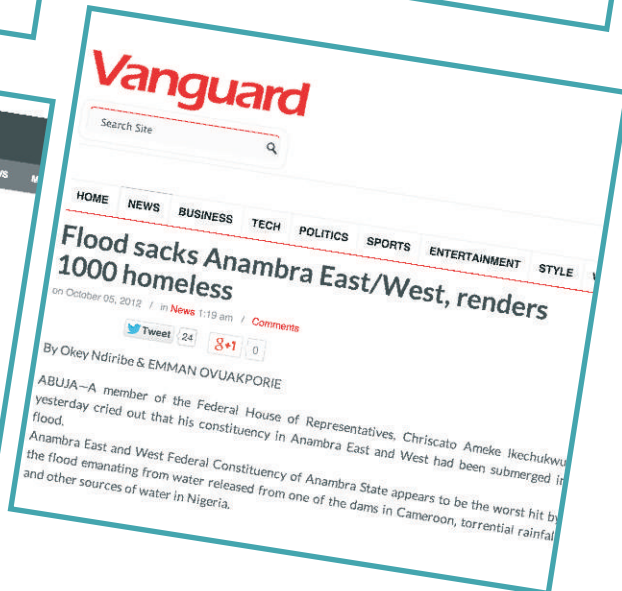 Vanguard
Search Site
HOME NEWS BUSINESS TECH POLITICS SPORTS ENTERTAINMENT STYLE
Flood sacks Anambra East/West, renders
1000 homeless
on October 05, 2012 / in News 1:19 am / Comments
Tweet 24 8+1 0
By Okey Ndiribe & EMMAN OVUAKPORIE
ABUJA—A member of the Federal House of Representatives, Chriscato Ameke Ikechukwu
yesterday cried out that his constituency in Anambra East and West had been submerged in
flood.
Anambra East and West Federal Constituency of Anambra State appears to be the worst hit by
the flood emanating from water released from one of the dams in Cameroon, torrential rainfall
and other sources of water in Nigeria.